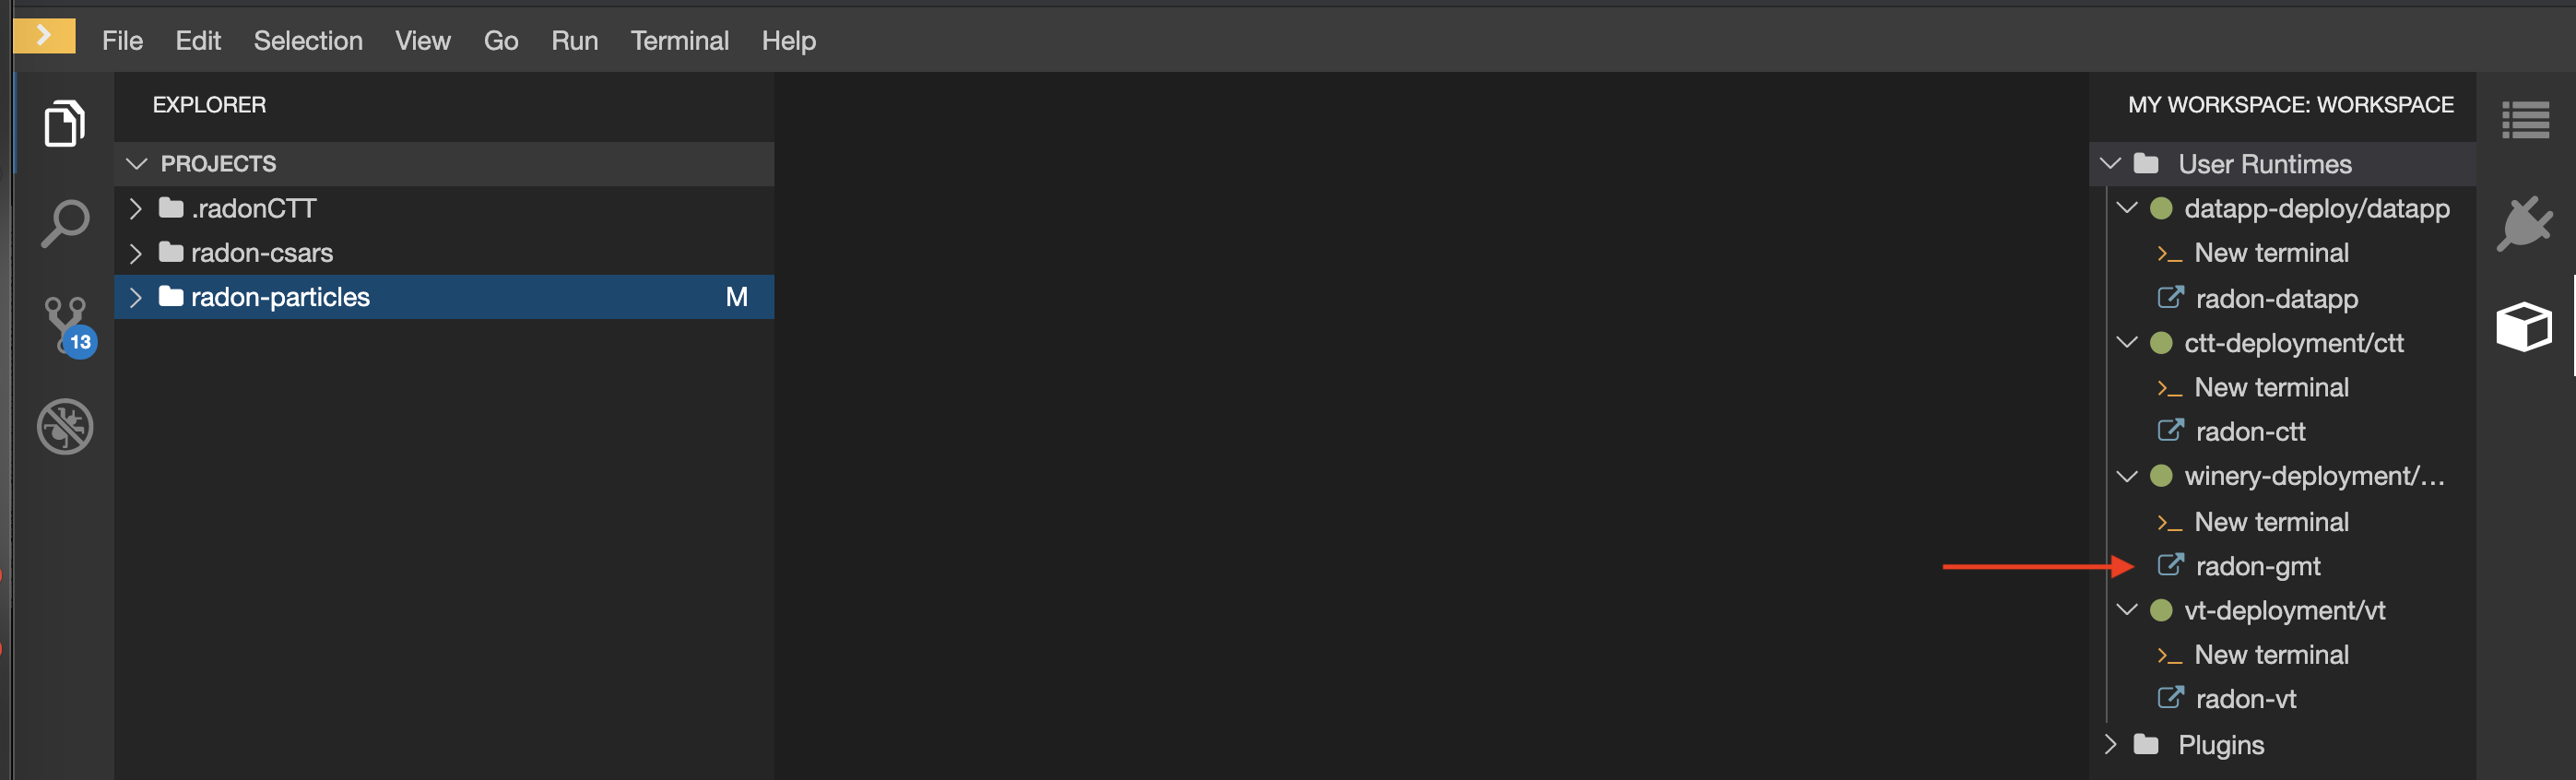 File Edit Selection View Go Run Terminal Help
EXPLORER
PROJECTS
.radonCTT
radon-csars
radon-particles M
13
MY WORKSPACE: WORKSPACE
User Runtimes
datapp-deploy/datapp
New terminal
radon-datapp
ctt-deployment/ctt
New terminal
radon-ctt
winery-deployment/...
New terminal
radon-gmt
vt-deployment/vt
New terminal
radon-vt
Plugins